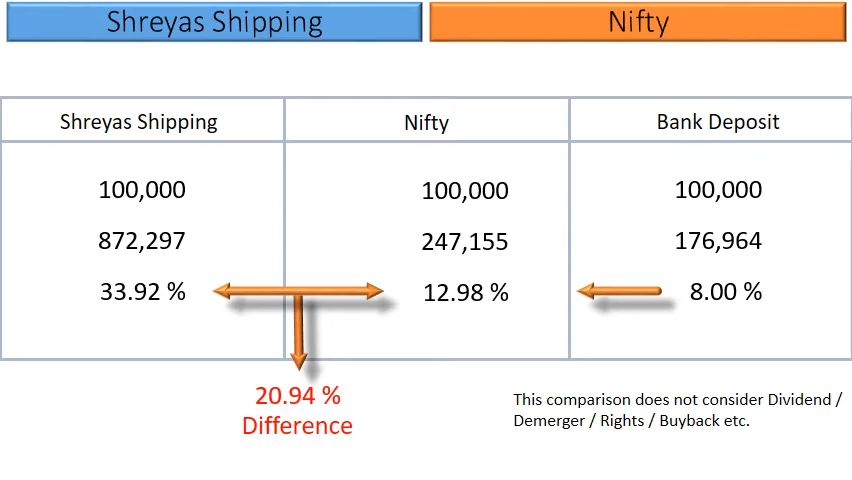 Shreyas Shipping
Nifty
Shreyas Shipping
Nifty
Bank Deposit
100,000
100,000
100,000
872,297
247,155
176,964
33.92 %
12.98 %
8.00 %
20.94 %
Difference
This comparison does not consider Dividend /
Demerger / Rights / Buyback etc.